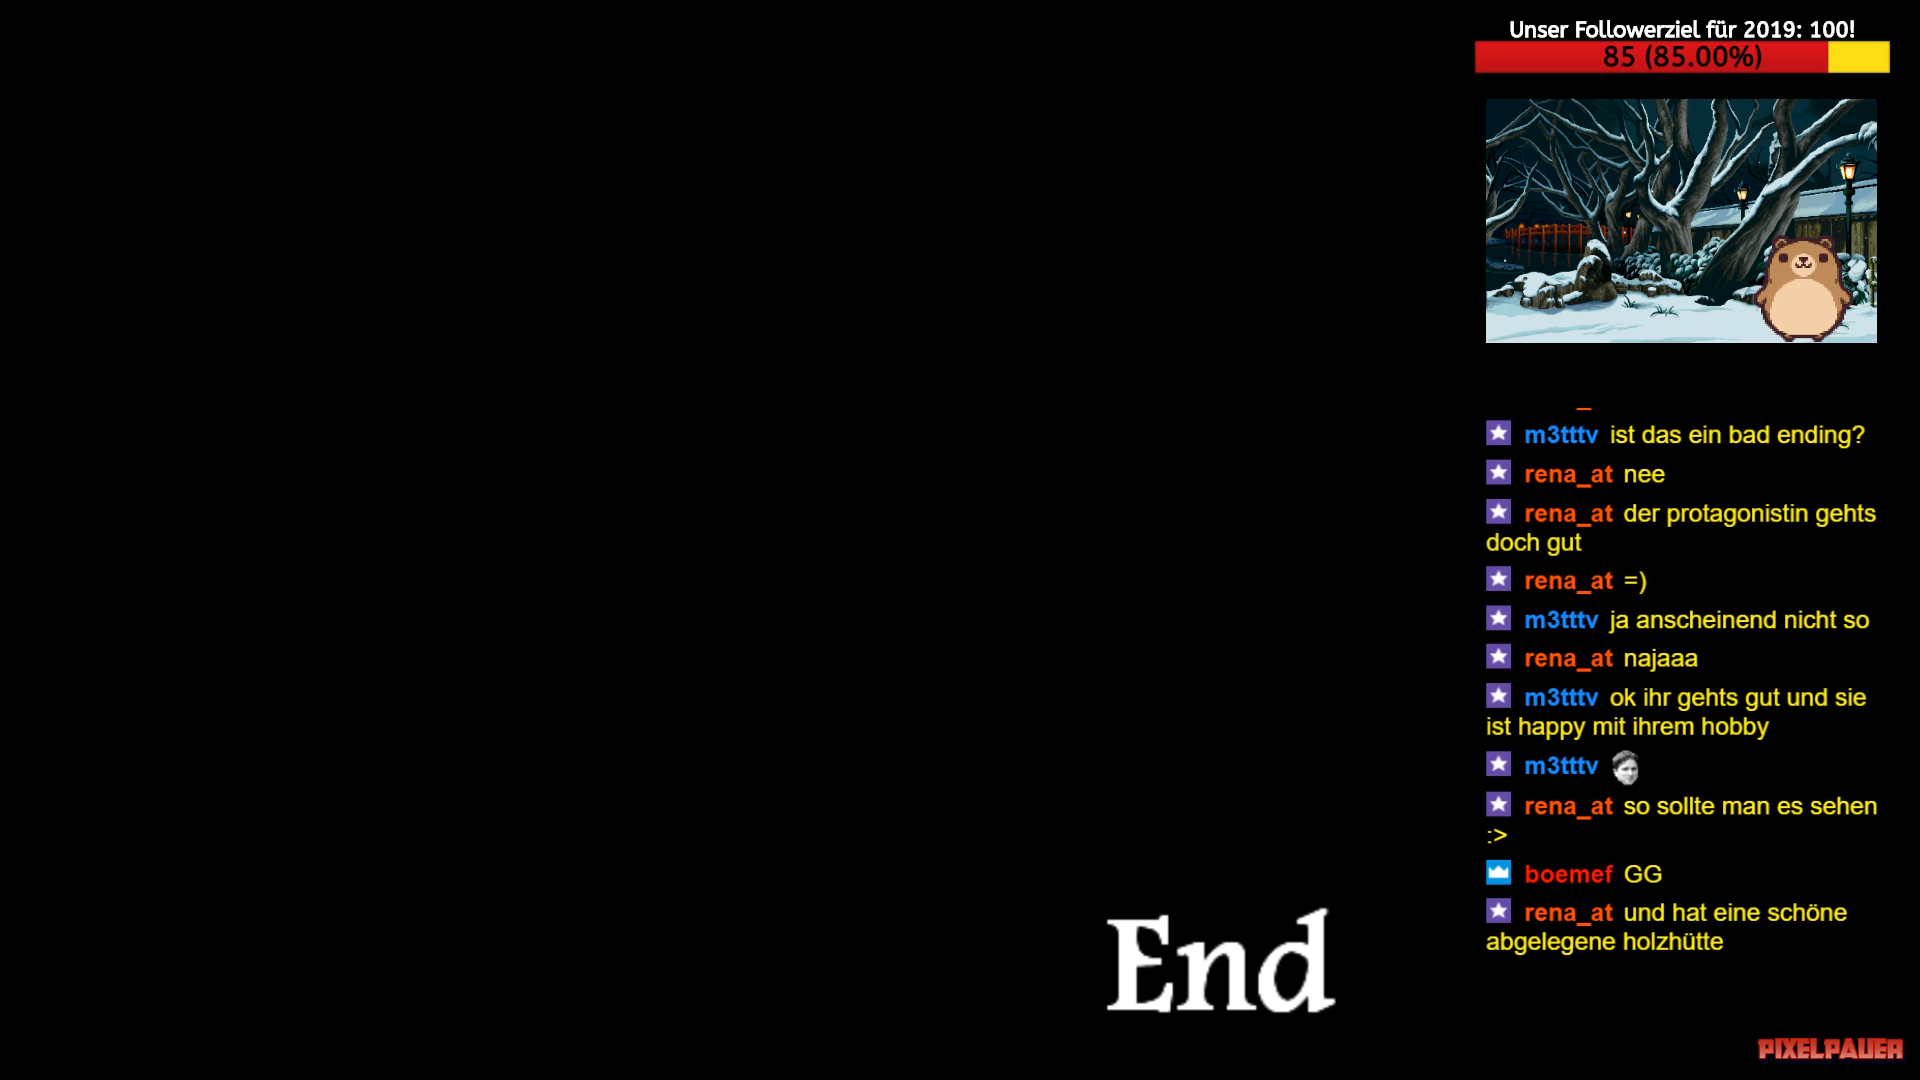 Unser Followerziel für 2019: 100!
85 (85.00%)
m3tttv ist das ein bad ending?
rena_at nee
rena_at der protagonistin gehts
doch gut
rena_at =)
m3tttv ja anscheinend nicht so
rena_at najaaa
m3tttv ok ihr gehts gut und sie
ist happy mit ihrem hobby
m3tttv
rena_at so sollte man es sehen
:>
boemef GG
rena_at und hat eine schöne
abgelegene holzhütte
End
PIXELPAUER